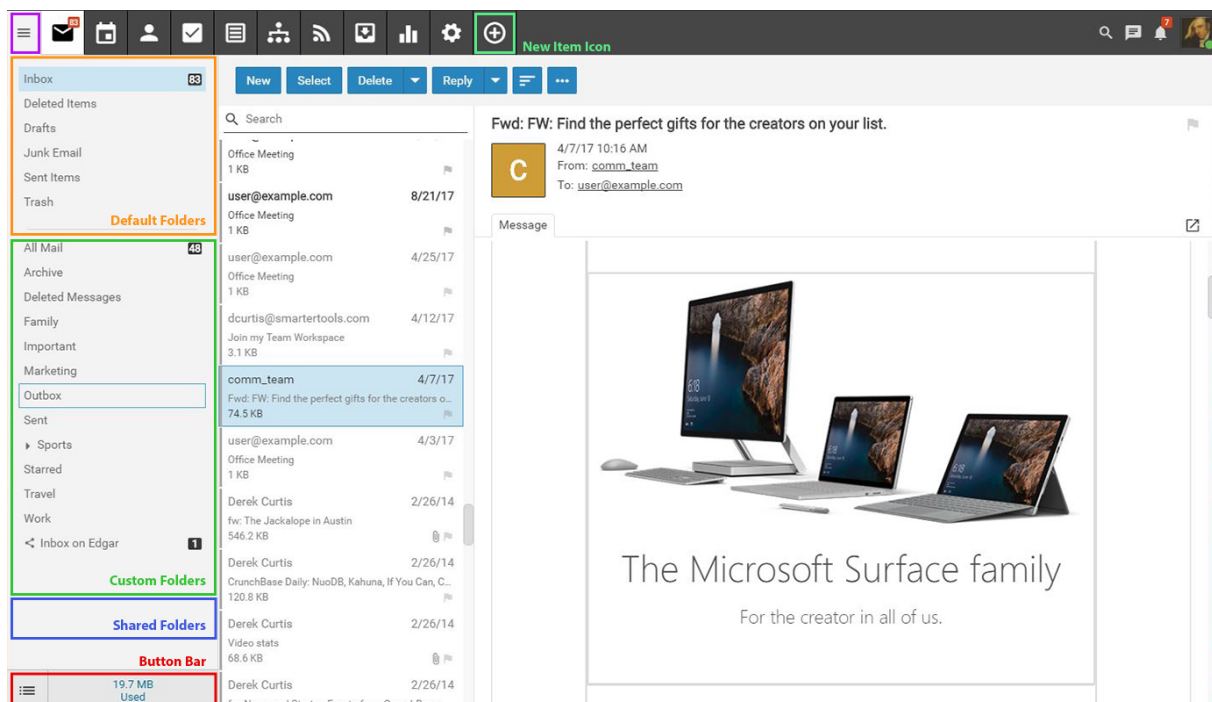 83
7
New Item Icon
Inbox 83
Deleted Items
Drafts
Junk Email
Sent Items
Trash
Default Folders
All Mail 48
Archive
Deleted Messages
Family
Important
Marketing
Outbox
Sent
Sports
Starred
Travel
Work
Inbox on Edgar 1
Custom Folders
Shared Folders
Button Bar
19.7 MB
Used
New Select Delete Reply
Search
Office Meeting
1 KB
user@example.com 8/21/17
Office Meeting
1 KB
user@example.com 4/25/17
Office Meeting
1 KB
dcurtis@smartertools.com 4/12/17
Join my Team Workspace
3.1 KB
comm_team 4/7/17
Fwd: FW: Find the perfect gifts for the creators o...
74.5 KB
user@example.com 4/3/17
Office Meeting
1 KB
Derek Curtis 2/26/14
fw: The Jackalope in Austin
546.2 KB
Derek Curtis 2/26/14
CrunchBase Daily: NuoDB, Kahuna, If You Can, C...
120.8 KB
Derek Curtis 2/26/14
Video stats
68.6 KB
Derek Curtis 2/26/14
Fwd: FW: Find the perfect gifts for the creators on your list.
C
4/7/17 10:16 AM
From: comm_team
To: user@example.com
Message
6:18
6:18
6:18
The Microsoft Surface family
For the creator in all of us.